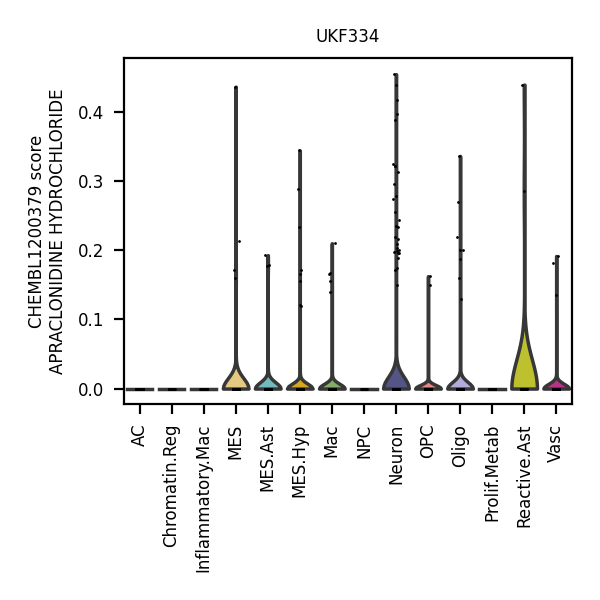 UKF334
CHEMBL1200379 score
APRACLONIDINE HYDROCHLORIDE
0.4
0.3
0.2
0.1
0.0
AC
Chromatin.Reg
Inflammatory.Mac
MES
MES.Ast
MES.Hyp
Mac
NPC
Neuron
OPC
Oligo
Prolif.Metab
Reactive.Ast
Vasc